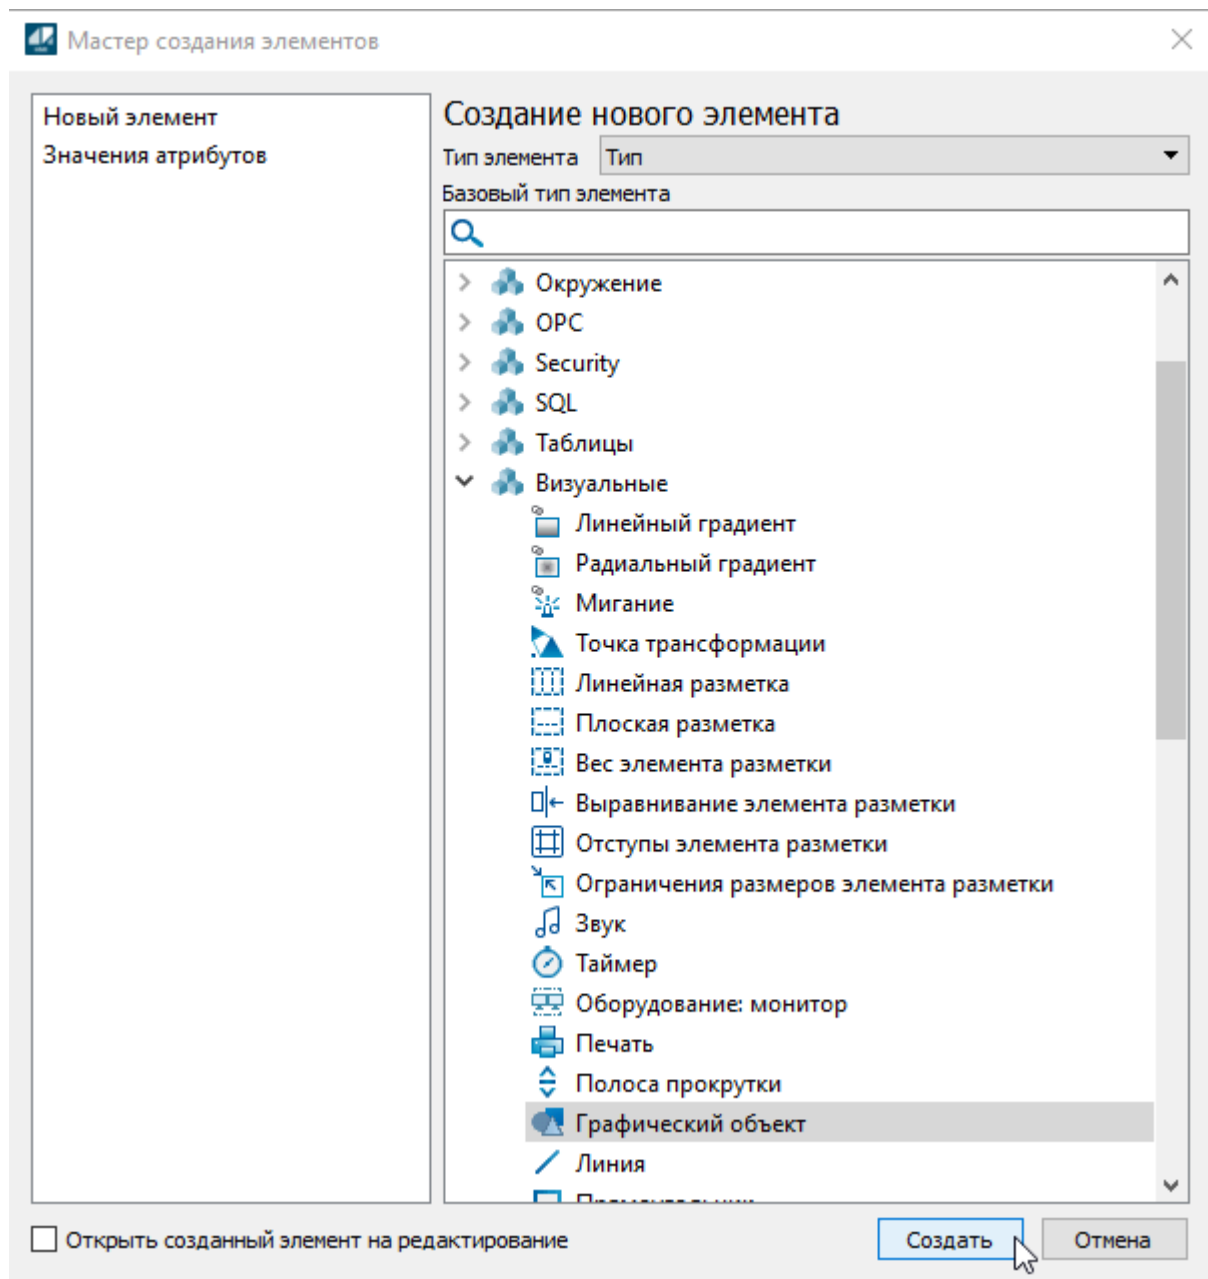 Мастер создания элементов
Новый элемент
Значения атрибутов
Создание нового элемента
Тип элемента Тип
Базовый тип элемента
Окружение
OPC
Security
SQL
Таблицы
Визуальные
Линейный градиент
Радиальный градиент
Мигание
Точка трансформации
Линейная разметка
Плоская разметка
Вес элемента разметки
Выравнивание элемента разметки
Отступы элемента разметки
Ограничения размеров элемента разметки
Звук
Таймер
Оборудование: монитор
Печать
Полоса прокрутки
Графический объект
Линия
Открыть созданный элемент на редактирование
Создать Отмена